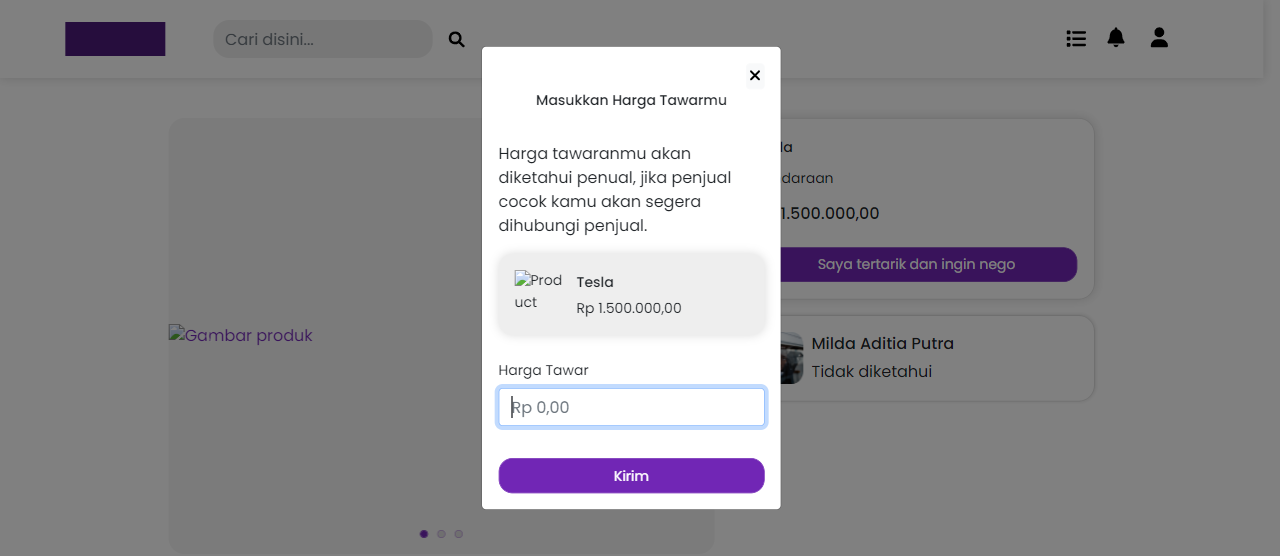 Cari disini...
Masukkan Harga Tawarmu
Harga tawaranmu akan
diketahui penual, jika penjual
cocok kamu akan segera
dihubungi penjual.
Prod
uct
Tesla
Rp 1.500.000,00
Harga Tawar
Rp 0,00
Kirim
Gambar produk
la
daraan
1.500.000,00
Saya tertarik dan ingin nego
Milda Aditia Putra
Tidak diketahui